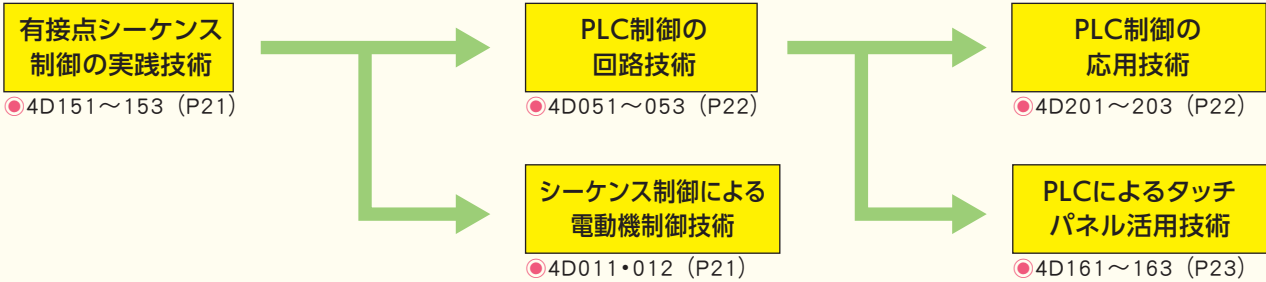 有接点シーケンス
制御の実践技術
◉4D151～153（P21）
PLC制御の
回路技術
◉4D051～053（P22）
PLC制御の
応用技術
◉4D201～203（P22）
シーケンス制御による
電動機制御技術
◉4D011・012（P21）
PLCによるタッチ
パネル活用技術
◉4D161～163（P23）